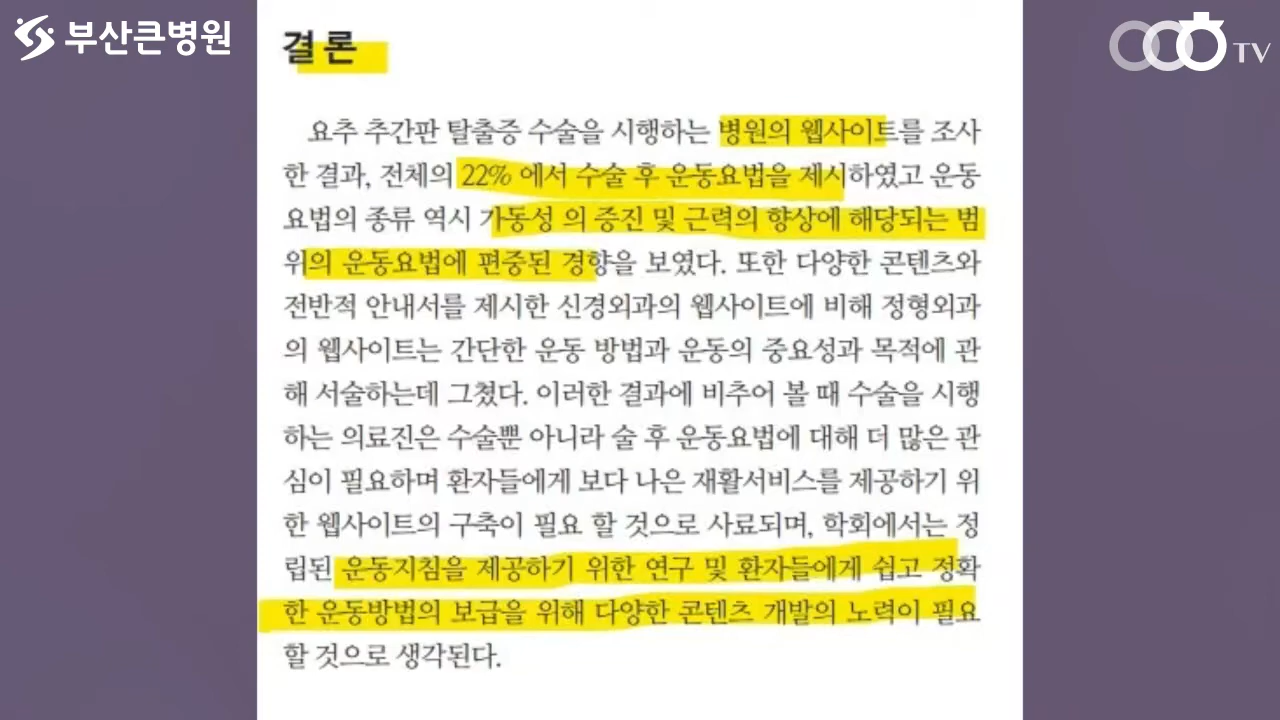 부산큰병원
TV
결 론
요추 추간판 탈출증 수술을 시행하는 병원의 웹사이트를 조사
한 결과, 전체의 22% 에서 수술 후 운동요법을 제시하였고 운동
요법의 종류 역시 가동성 의 증진 및 근력의 향상에 해당되는 범
위의 운동요법에 편중된 경향을 보였다. 또한 다양한 콘텐츠와
전반적 안내서를 제시한 신경외과의 웹사이트에 비해 정형외과
의 웹사이트는 간단한 운동 방법과 운동의 중요성과 목적에 관
해 서술하는데 그쳤다. 이러한 결과에 비추어 볼 때 수술을 시행
하는 의료진은 수술뿐 아니라 술 후 운동요법에 대해 더 많은 관
심이 필요하며 환자들에게 보다 나은 재활서비스를 제공하기 위
한 웹사이트의 구축이 필요 할 것으로 사료되며, 학회에서는 정
립된 운동지침을 제공하기 위한 연구 및 환자들에게 쉽고 정확
한 운동방법의 보급을 위해 다양한 콘텐츠 개발의 노력이 필요
할 것으로 생각된다.